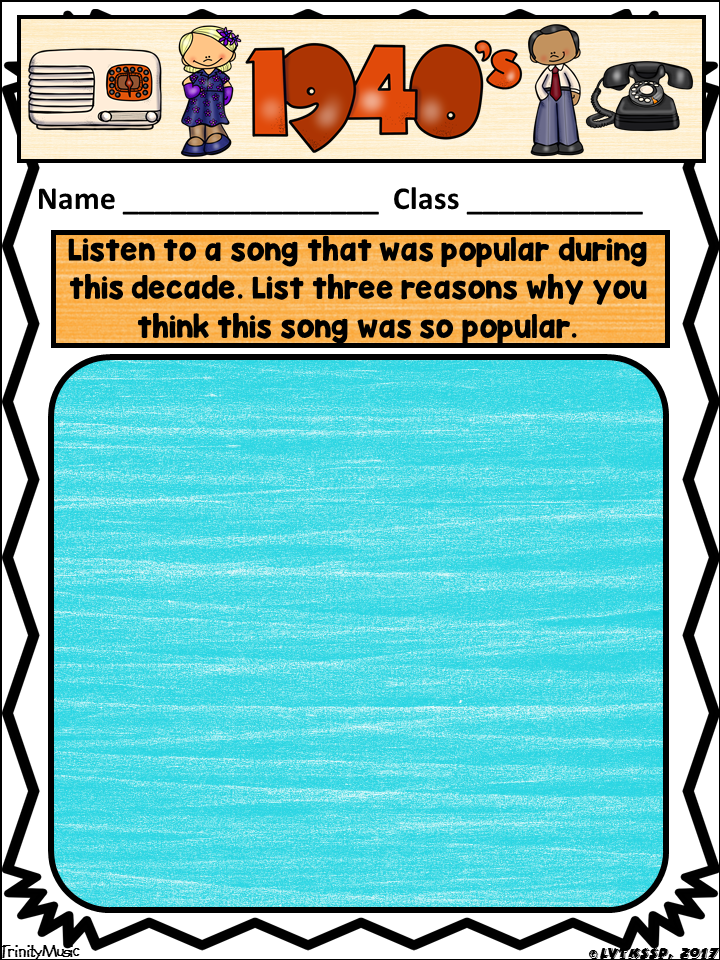 1940's
Name ________________ Class ___________
Listen to a song that was popular during
this decade. List three reasons why you
think this song was so popular.
TrinityMusic
© LVTKSSP, 2017